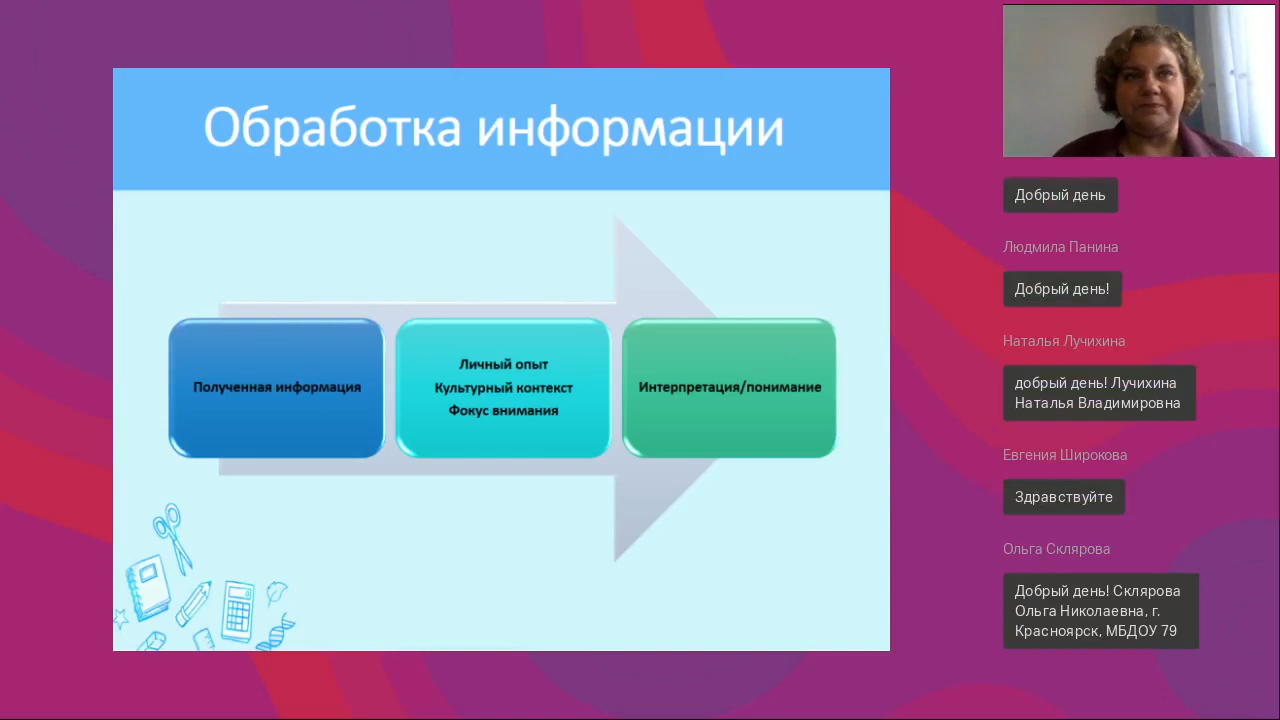 Обработка информации
Полученная информация
Личный опыт
Культурный контекст
Фокус внимания
Интерпретация/понимание
Добрый день
Людмила Панина
Добрый день!
Наталья Лучихина
добрый день! Лучихина
Наталья Владимировна
Евгения Широкова
Здравствуйте
Ольга Склярова
Добрый день! Склярова
Ольга Николаевна, г.
Красноярск, МБДОУ 79